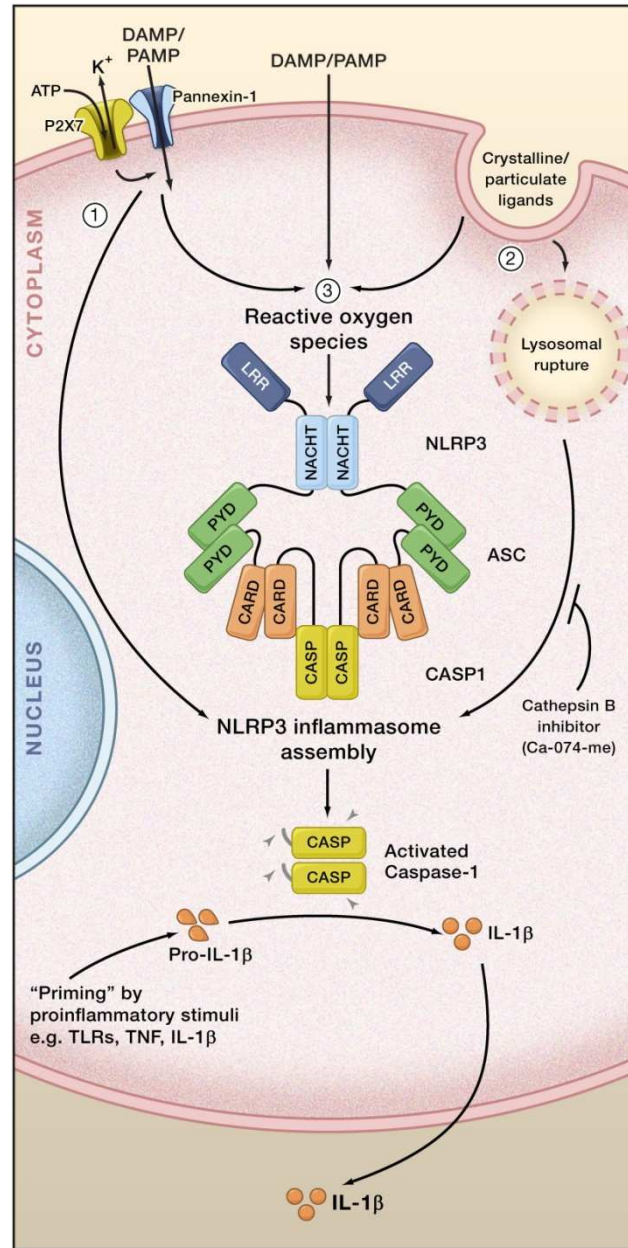 DAMP/
PAMP
K+
ATP
P2X7
Pannexin-1
DAMP/PAMP
Crystalline/
particulate
ligands
1
2
3
CYTOPLASM
Reactive oxygen
species
Lysosomal
rupture
LRR
LRR
NACHT
NACHT
NLRP3
PYD
PYD
PYD
PYD
ASC
CARD
CARD
CARD
CARD
CASP
CASP
CASP1
NUCLEUS
NLRP3 inflammasome
assembly
Cathepsin B
inhibitor
(Ca-074-me)
CASP
CASP
Activated
Caspase-1
Pro-IL-1β
IL-1β
“Priming” by
proinflammatory stimuli
e.g. TLRs, TNF, IL-1β
IL-1β